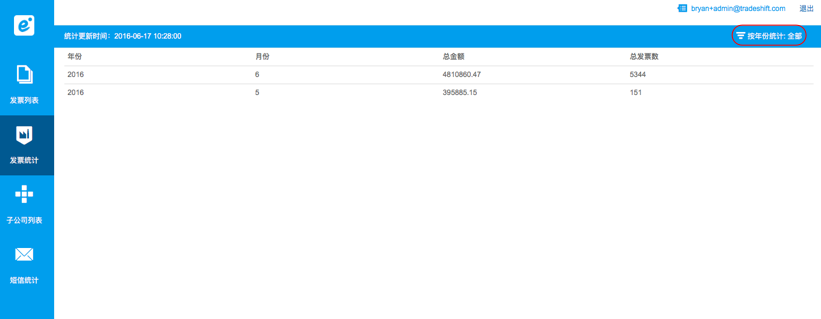 bryan+admin@tradeshift.com 退出
统计更新时间：2016-06-17 10:28:00 按年份统计: 全部
年份 月份 总金额 总发票数
2016 6 4810860.47 5344
2016 5 395885.15 151
e
发票列表
发票统计
子公司列表
短信统计